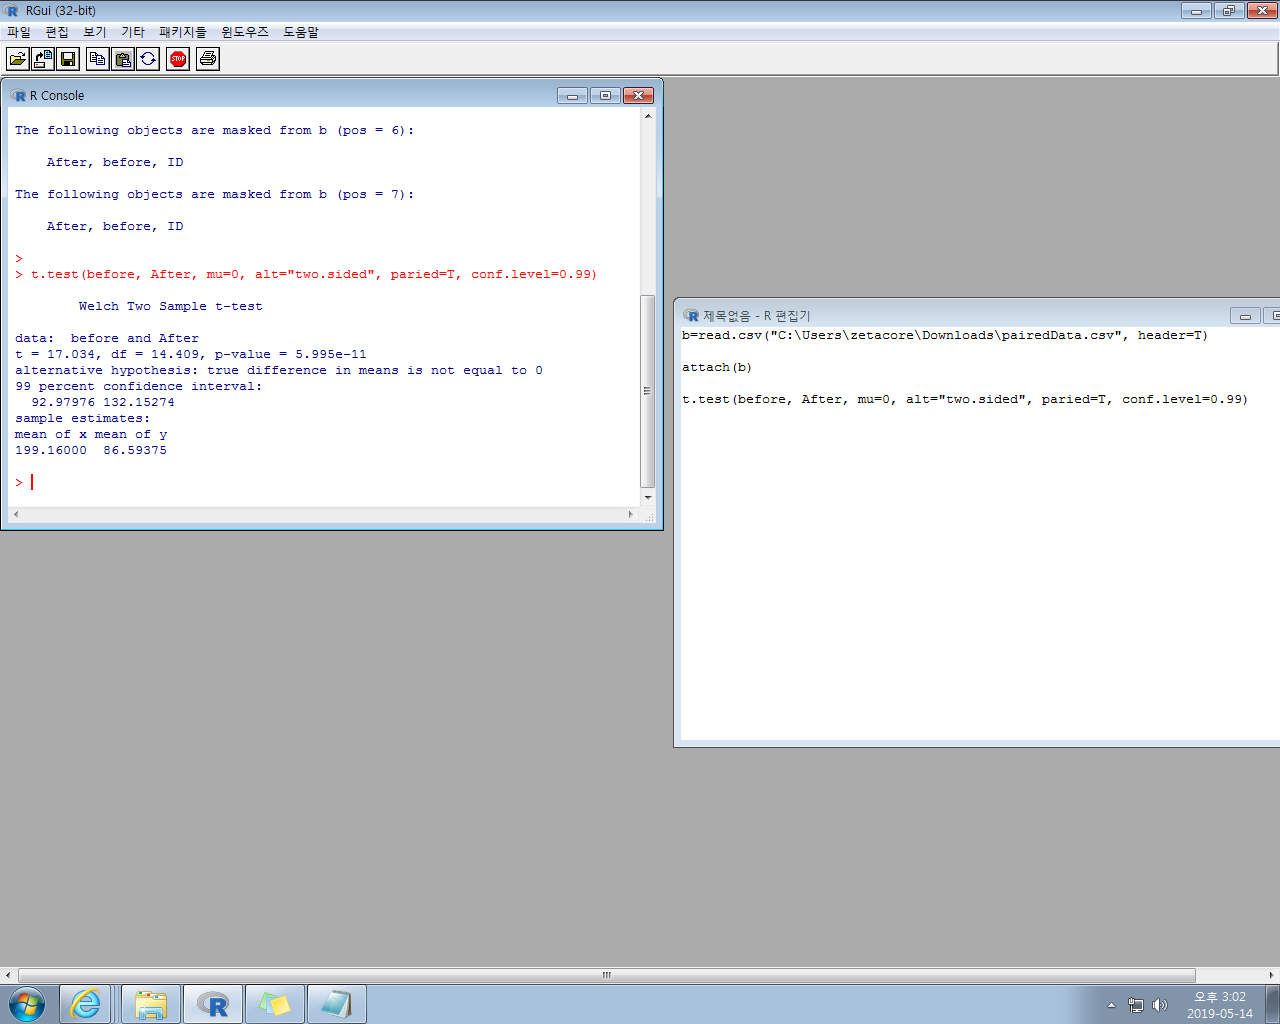 RGui (32-bit)
파일 편집 보기 기타 패키지들 윈도우즈 도움말
STOP
R Console
The following objects are masked from b (pos = 6):
After, before, ID
The following objects are masked from b (pos = 7):
After, before, ID
>
> t.test(before, After, mu=0, alt="two.sided", paried=T, conf.level=0.99)
Welch Two Sample t-test
data:  before and After
t = 17.034, df = 14.409, p-value = 5.995e-11
alternative hypothesis: true difference in means is not equal to 0
99 percent confidence interval:
92.97976 132.15274
sample estimates:
mean of x mean of y
199.16000  86.59375
>
제목없음 - R 편집기
b=read.csv("C:\Users\zetacore\Downloads\pairedData.csv", header=T)
attach(b)
t.test(before, After, mu=0, alt="two.sided", paried=T, conf.level=0.99)
오후 3:02
2019-05-14